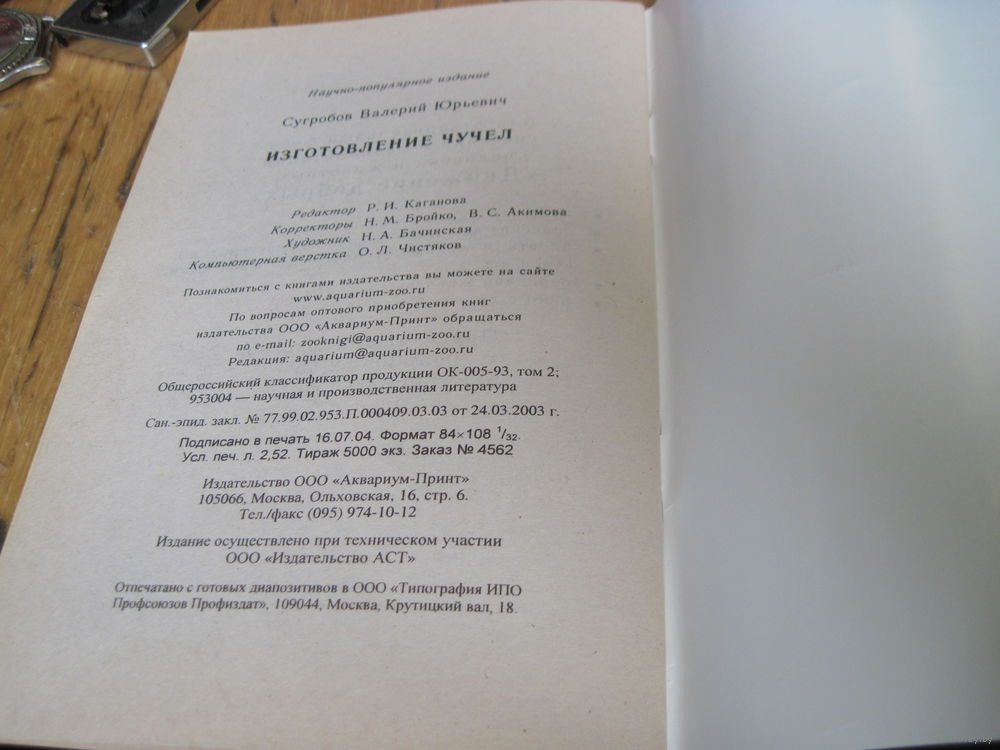 Научно-популярное издание
Сугробов Валерий Юрьевич
ИЗГОТОВЛЕНИЕ ЧУЧЕЛ
Редактор Р. И. Каганова
Корректоры Н. М. Бройко, В. С. Акимова
Художник Н. А. Бачинская
Компьютерная верстка О. Л. Чистяков
Познакомиться с книгами издательства вы можете на сайте
www.aquarium-zoo.ru
По вопросам оптового приобретения книг
издательства ООО «Аквариум-Принт» обращаться
по e-mail: zooknigi@aquarium-zoo.ru
Редакция: aquarium@aquarium-zoo.ru
Общероссийский классификатор продукции ОК-005-93, том 2;
953004 — научная и производственная литература
Сан.-эпид. закл. № 77.99.02.953.П.000409.03.03 от 24.03.2003 г.
Подписано в печать 16.07.04. Формат 84×108 1/32.
Усл. печ. л. 2,52. Тираж 5000 экз. Заказ № 4562
Издательство ООО «Аквариум-Принт»
105066, Москва, Ольховская, 16, стр. 6.
Тел./факс (095) 974-10-12
Издание осуществлено при техническом участии
ООО «Издательство АСТ»
Отпечатано с готовых диапозитивов в ООО «Типография ИПО
Профсоюзов Профиздат», 109044, Москва, Крутицкий вал, 18.